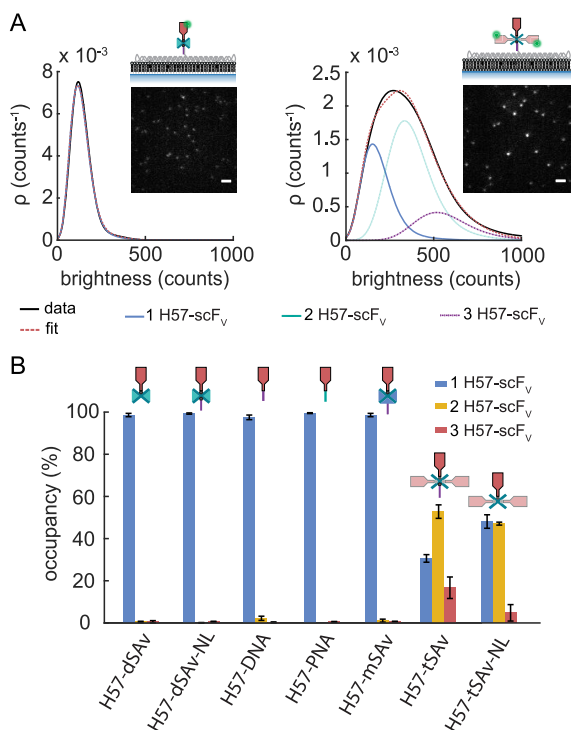 A
x 10⁻³
8
6
4
2
0
ρ (counts⁻¹)
0 500 1000
brightness (counts)
x 10⁻³
2.5
2
1.5
1
0.5
0
ρ (counts⁻¹)
0 500 1000
brightness (counts)
data
fit
1 H57-scFV
2 H57-scFV
3 H57-scFV
B
1 H57-scFV
2 H57-scFV
3 H57-scFV
100
80
60
40
20
0
occupancy (%)
H57-dSAv
H57-dSAv-NL
H57-DNA
H57-PNA
H57-mSAv
H57-tSAv
H57-tSAv-NL